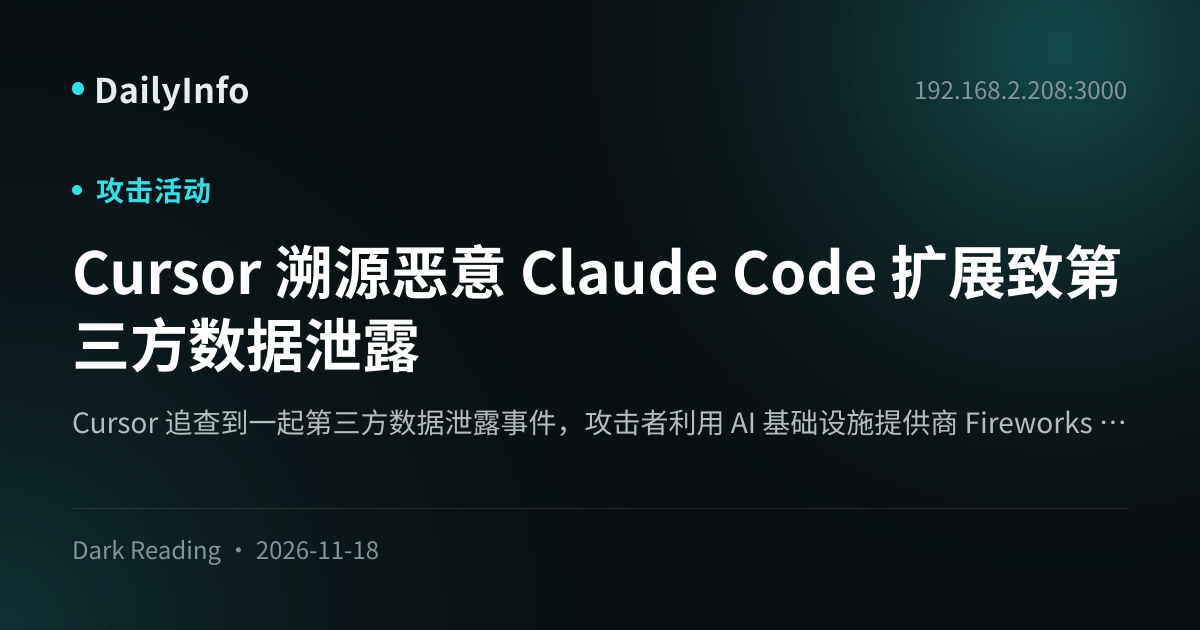 DailyInfo
192.168.2.208:3000
攻击活动
Cursor 溯源恶意 Claude Code 扩展致第
三方数据泄露
Cursor 追查到一起第三方数据泄露事件，攻击者利用 AI 基础设施提供商 Fireworks …
Dark Reading · 2026-11-18